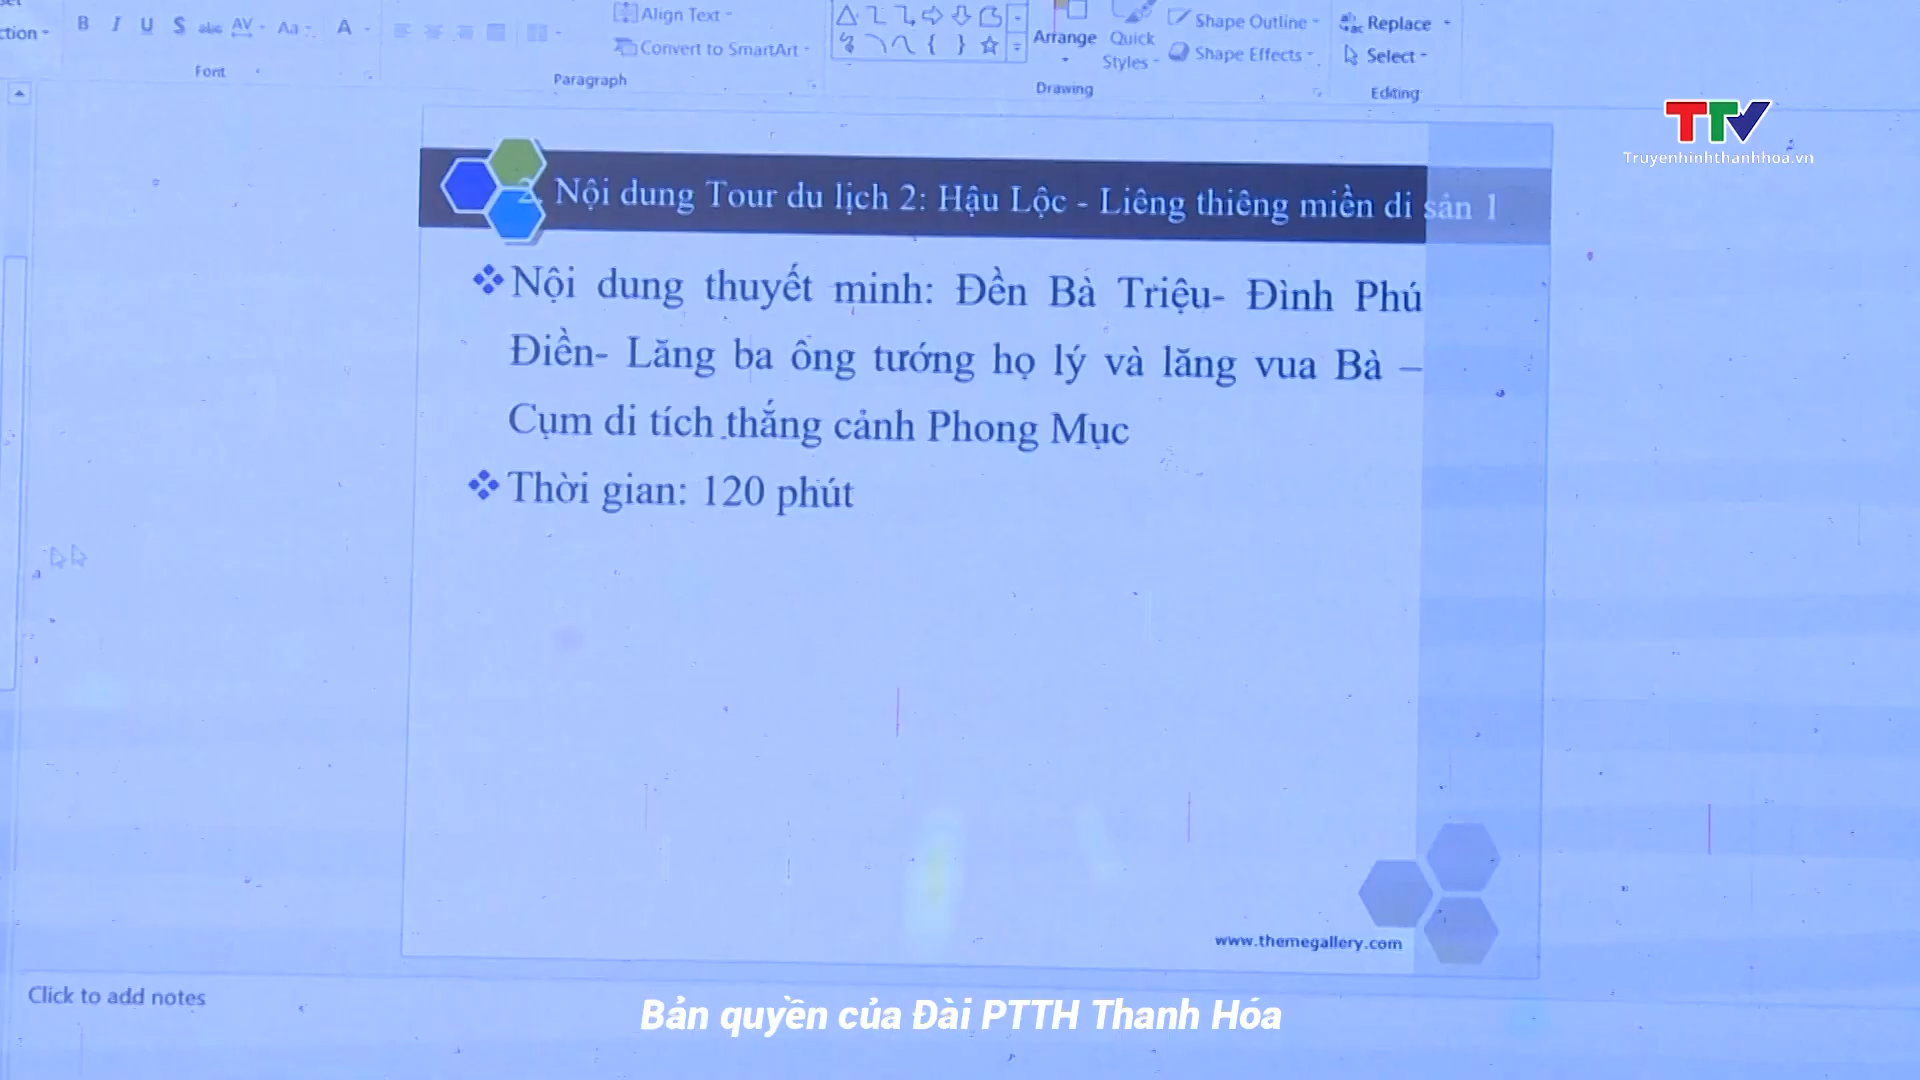 ction
B I U S abc AV Aa A
Align Text
Convert to SmartArt
Font
Paragraph
Arrange
Quick
Styles
Shape Outline
Shape Effects
Drawing
Replace
Select
Editing
TTV
Truyenhinhthanhhoa.vn
2. Nội dung Tour du lịch 2: Hậu Lộc - Liêng thiêng miền di sản 1
Nội dung thuyết minh: Đền Bà Triệu- Đình Phú
Điền- Lăng ba ông tướng họ lý và lăng vua Bà –
Cụm di tích thắng cảnh Phong Mục
Thời gian: 120 phút
www.themegallery.com
Click to add notes
Bản quyền của Đài PTTH Thanh Hóa